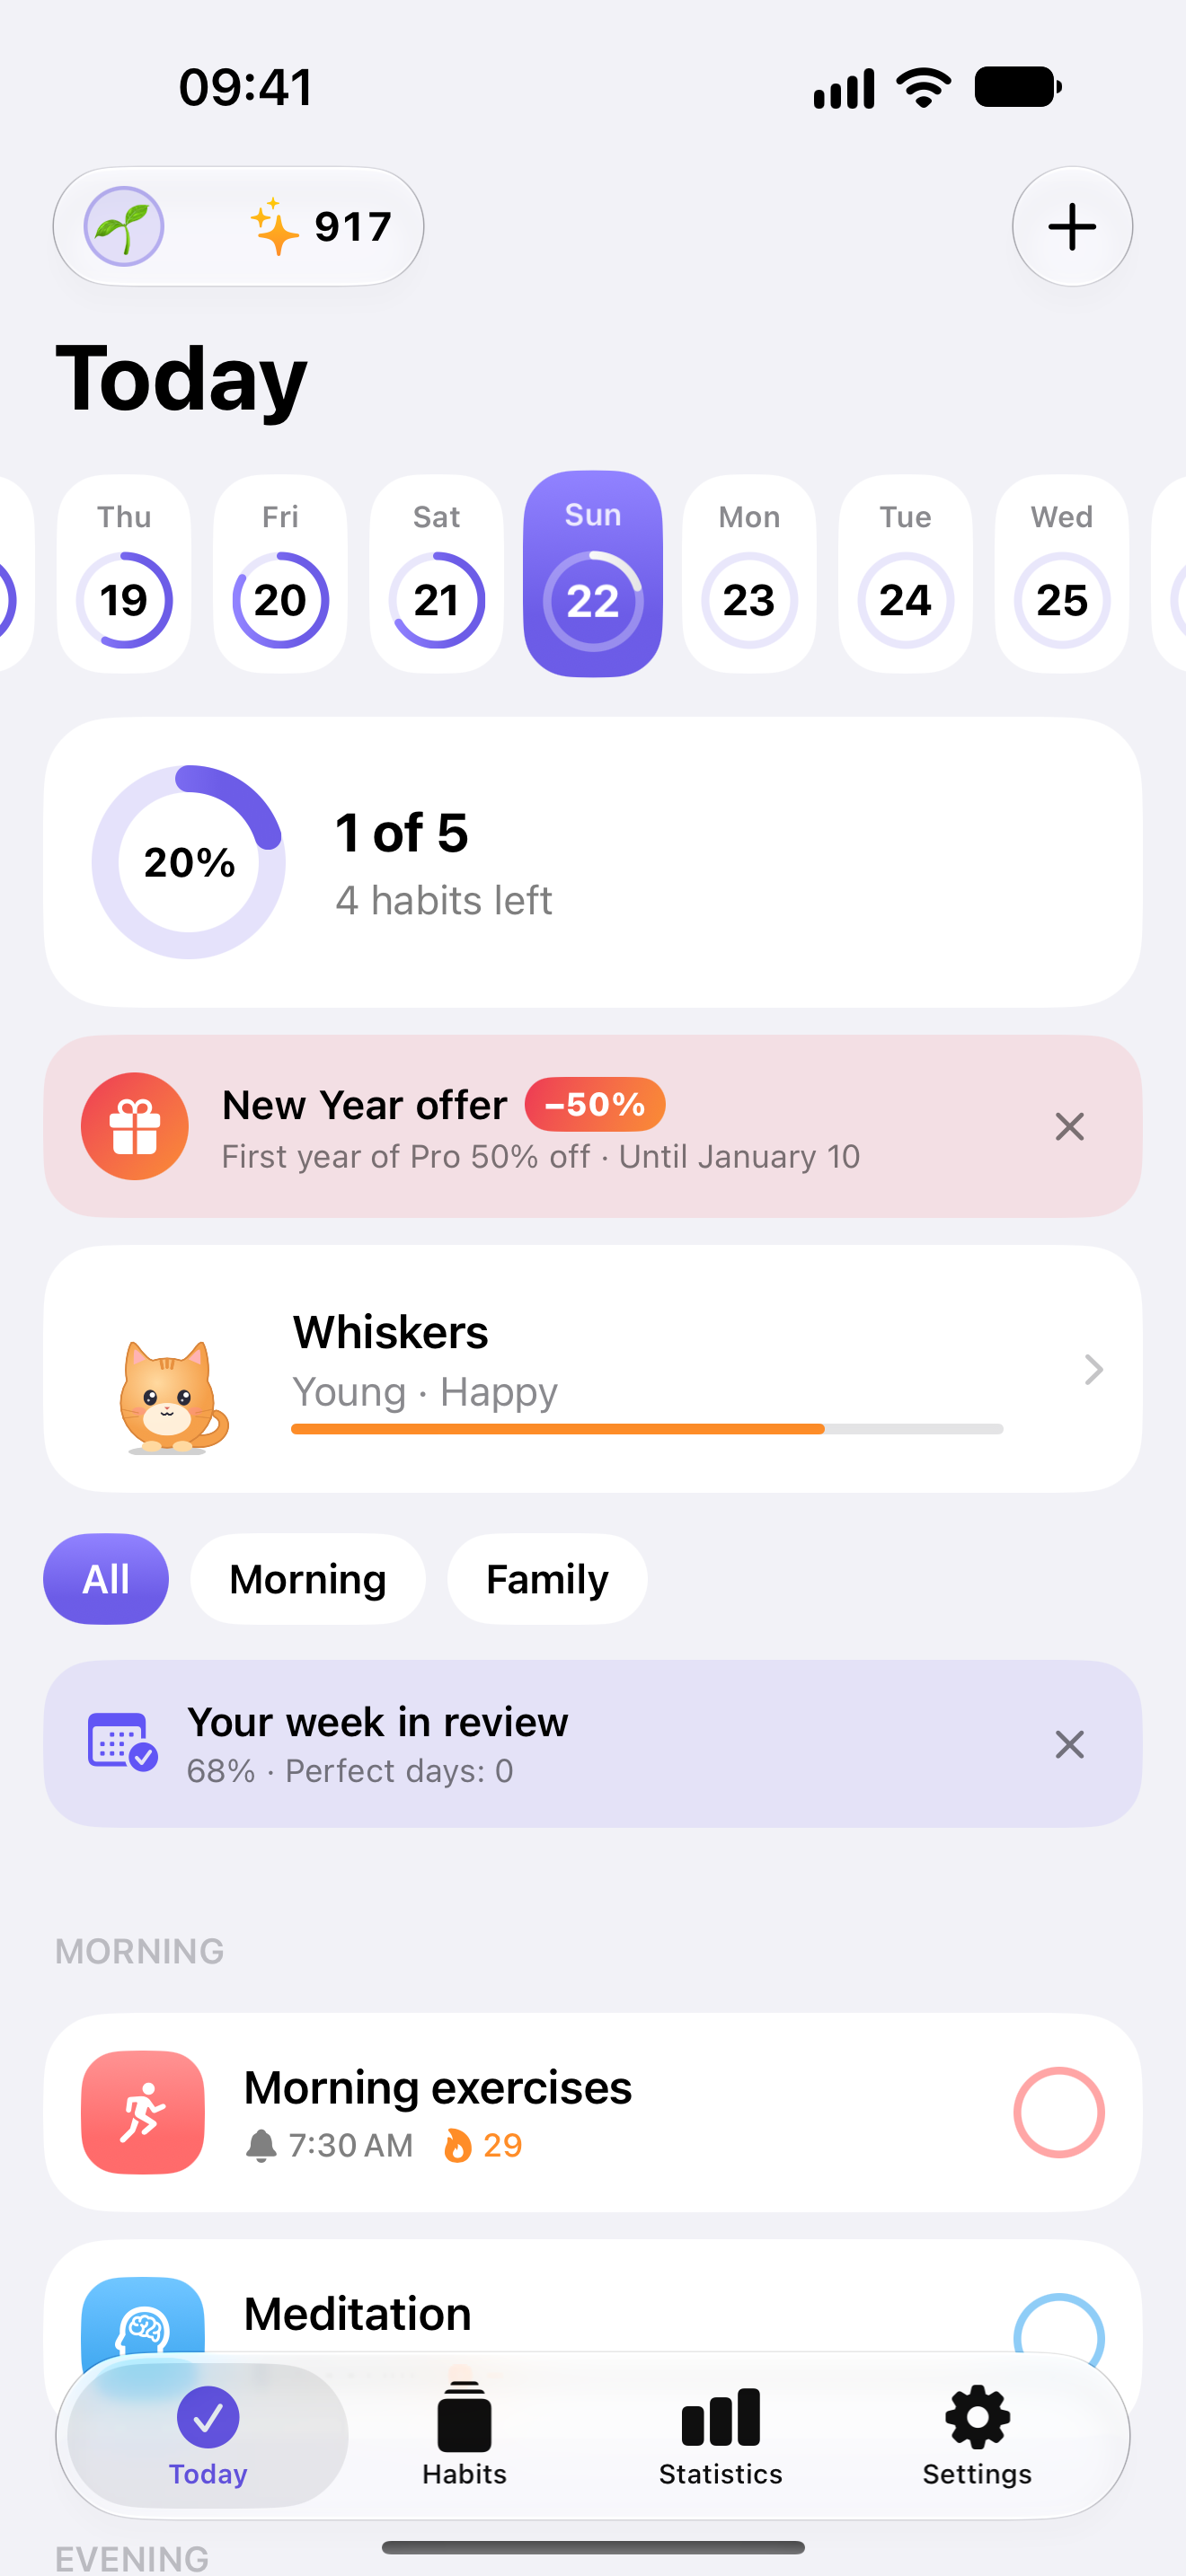 09:41
917
Today
Thu Fri Sat Sun Mon Tue Wed
19 20 21 22 23 24 25
20%
1 of 5
4 habits left
New Year offer −50%
First year of Pro 50% off · Until January 10
Whiskers
Young · Happy
All Morning Family
Your week in review
68% · Perfect days: 0
MORNING
Morning exercises
7:30 AM 29
Meditation
Today Habits Statistics Settings
EVENING